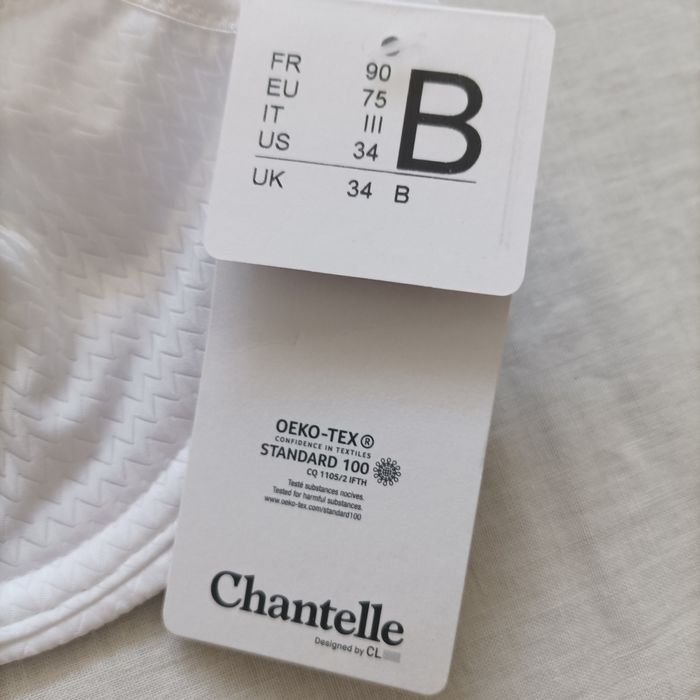 FR 90 B
EU 75
IT III
US 34
UK 34 B
OEKO-TEX®
CONFIDENCE IN TEXTILES
STANDARD 100
CQ 1105/2 IFTH
Testé substances nocives.
Tested for harmful substances.
www.oeko-tex.com/standard100
Chantelle
Designed by CL